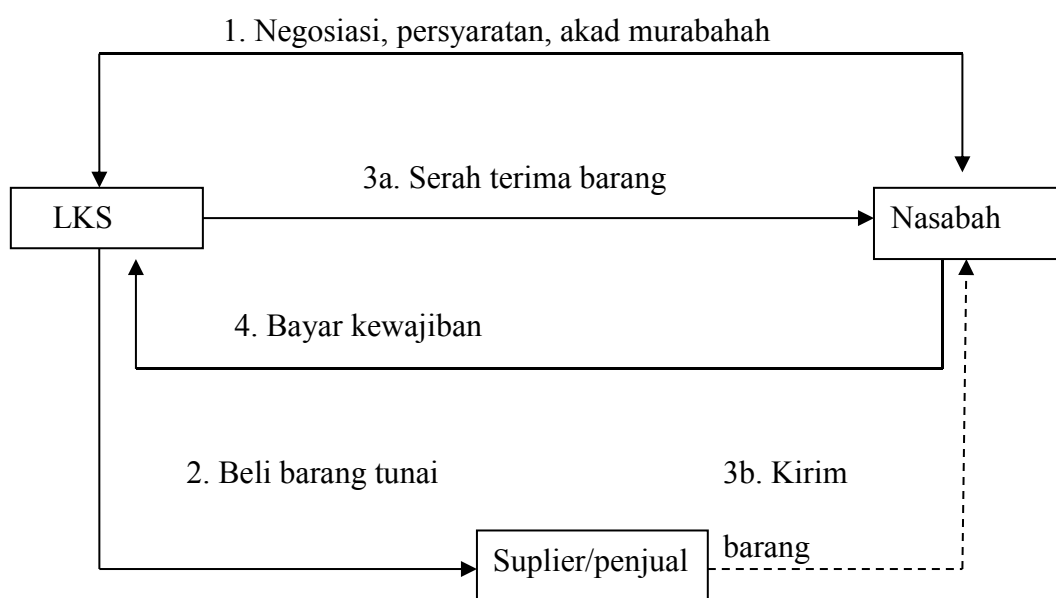 1. Negosiasi, persyaratan, akad murabahah
3a. Serah terima barang
LKS
Nasabah
4. Bayar kewajiban
2. Beli barang tunai
3b. Kirim
Suplier/penjual
barang